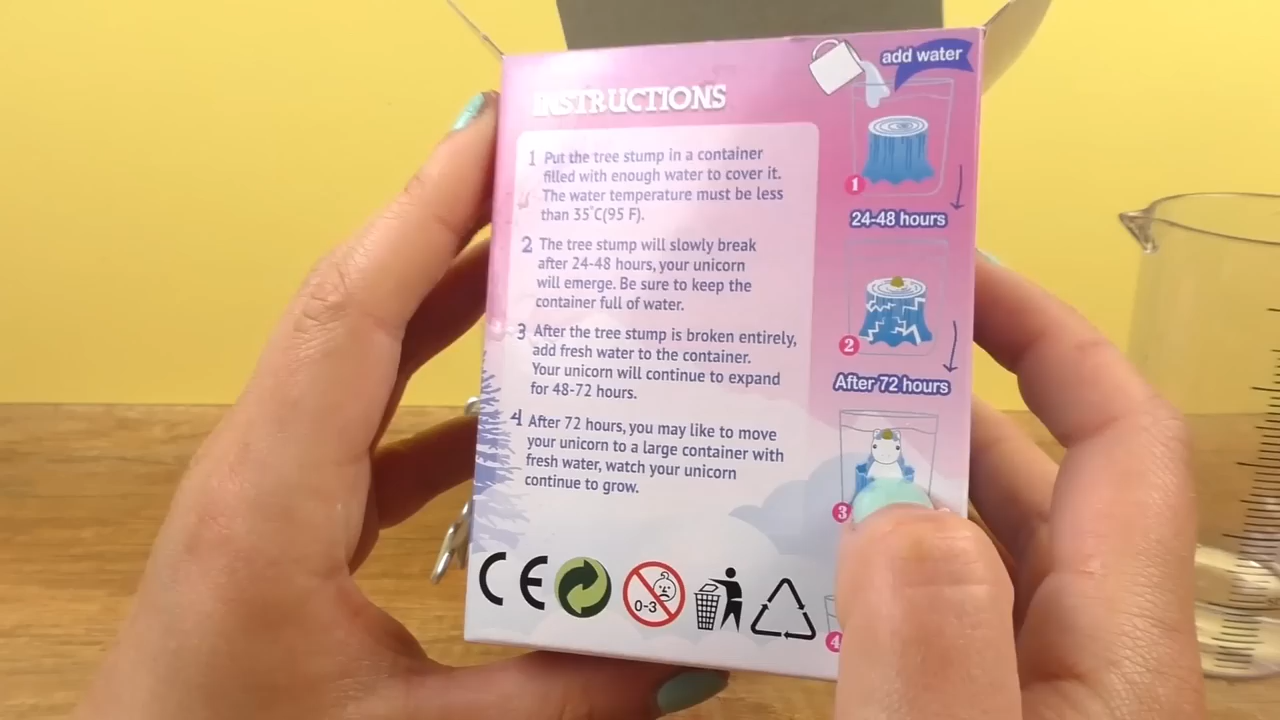 INSTRUCTIONS
1 Put the tree stump in a container
filled with enough water to cover it.
The water temperature must be less
than 35°C(95 F).
2 The tree stump will slowly break
after 24-48 hours, your unicorn
will emerge. Be sure to keep the
container full of water.
3 After the tree stump is broken entirely,
add fresh water to the container.
Your unicorn will continue to expand
for 48-72 hours.
4 After 72 hours, you may like to move
your unicorn to a large container with
fresh water, watch your unicorn
continue to grow.
CE
0-3
add water
1
24-48 hours
2
After 72 hours
3
4